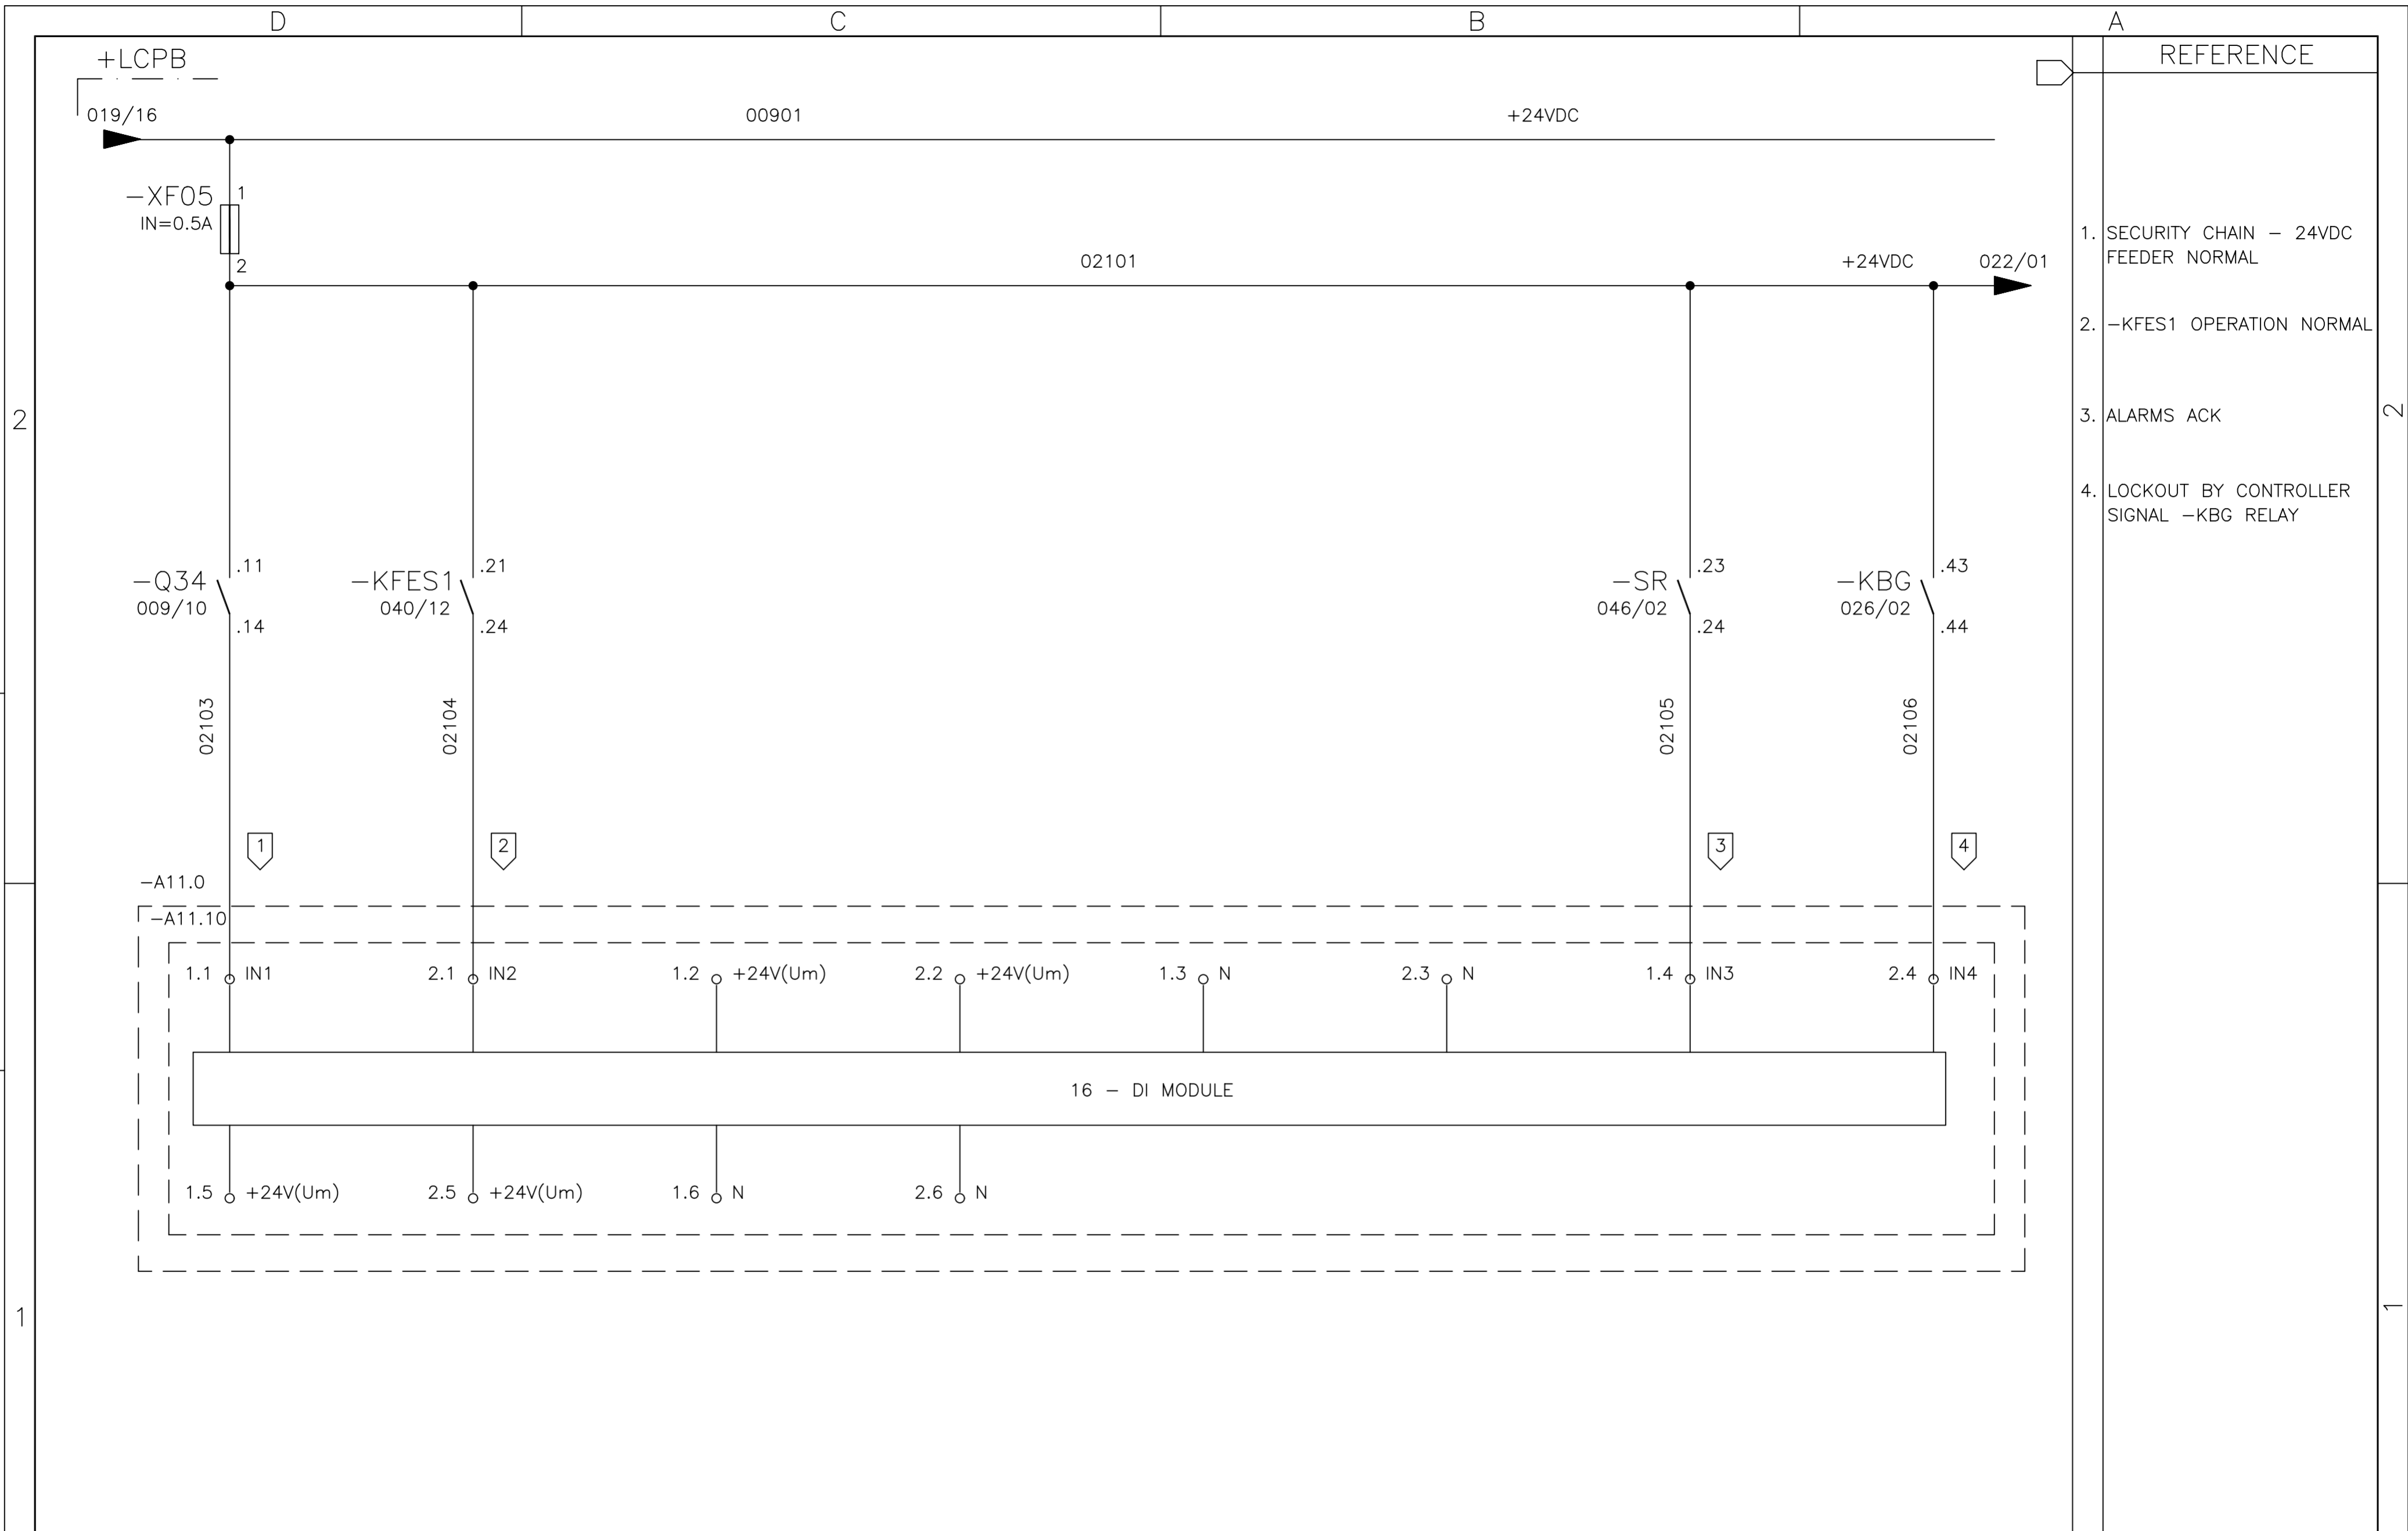 D C B A
+LCPB
REFERENCE
019/16
00901
+24VDC
-XF05
1
IN=0.5A
2
02101
+24VDC
022/01
1. SECURITY CHAIN - 24VDC
FEEDER NORMAL
2. -KFES1 OPERATION NORMAL
3. ALARMS ACK
4. LOCKOUT BY CONTROLLER
SIGNAL -KBG RELAY
2
2
-Q34
009/10
.11
.14
-KFES1
040/12
.21
.24
-SR
046/02
.23
.24
-KBG
026/02
.43
.44
02103
02104
02105
02106
1
2
3
4
-A11.0
-A11.10
1.1 IN1
2.1 IN2
1.2 +24V(Um)
2.2 +24V(Um)
1.3 N
2.3 N
1.4 IN3
2.4 IN4
16 - DI MODULE
1.5 +24V(Um)
2.5 +24V(Um)
1.6 N
2.6 N
1
1